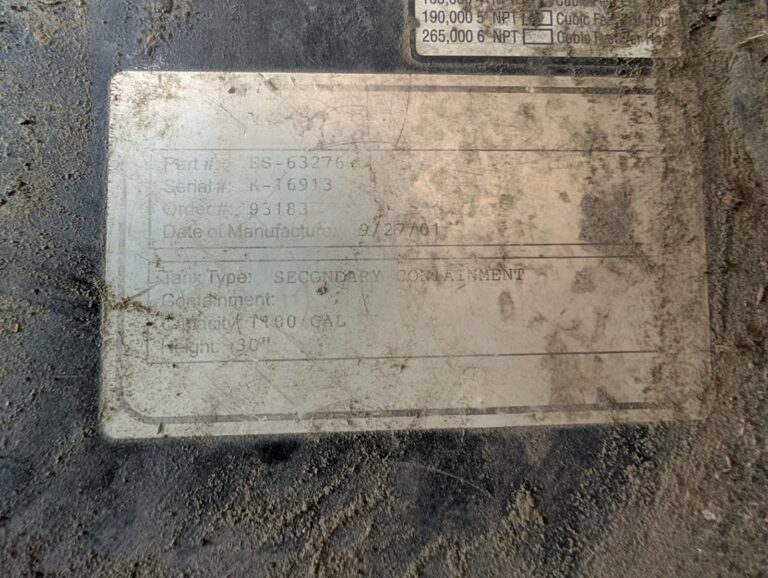 190,000 5" NPT Cubic Feet Per Hour
265,000 6" NPT Cubic Feet Per Hour
Part #: ES-63276
Serial #: K-16913
Order #: 93183
Date of Manufacture: 9/27/01
Tank Type: SECONDARY CONTAINMENT
Containment:
Capacity: 1100 GAL
Height: 30"